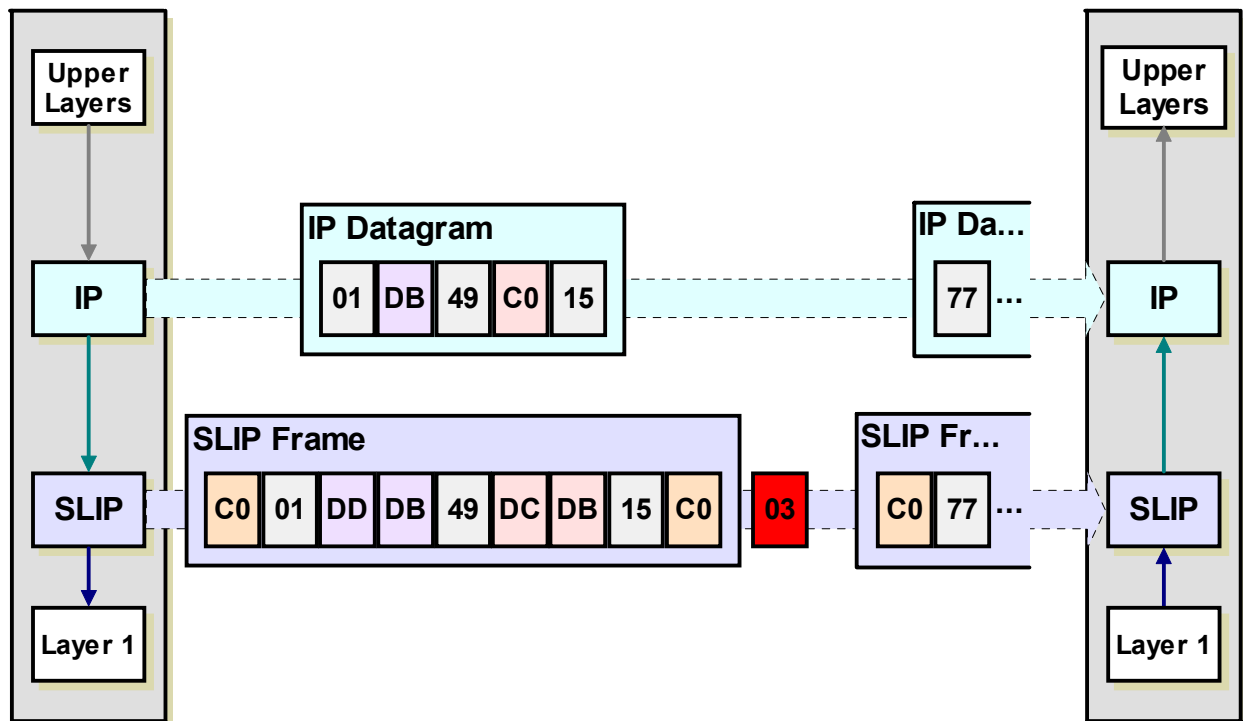 Upper
Layers
Upper
Layers
IP Datagram
IP Da...
01 DB 49 C0 15
77 ...
IP
IP
SLIP Frame
SLIP Fr...
C0 01 DD DB 49 DC DB 15 C0
03
C0 77 ...
SLIP
SLIP
Layer 1
Layer 1